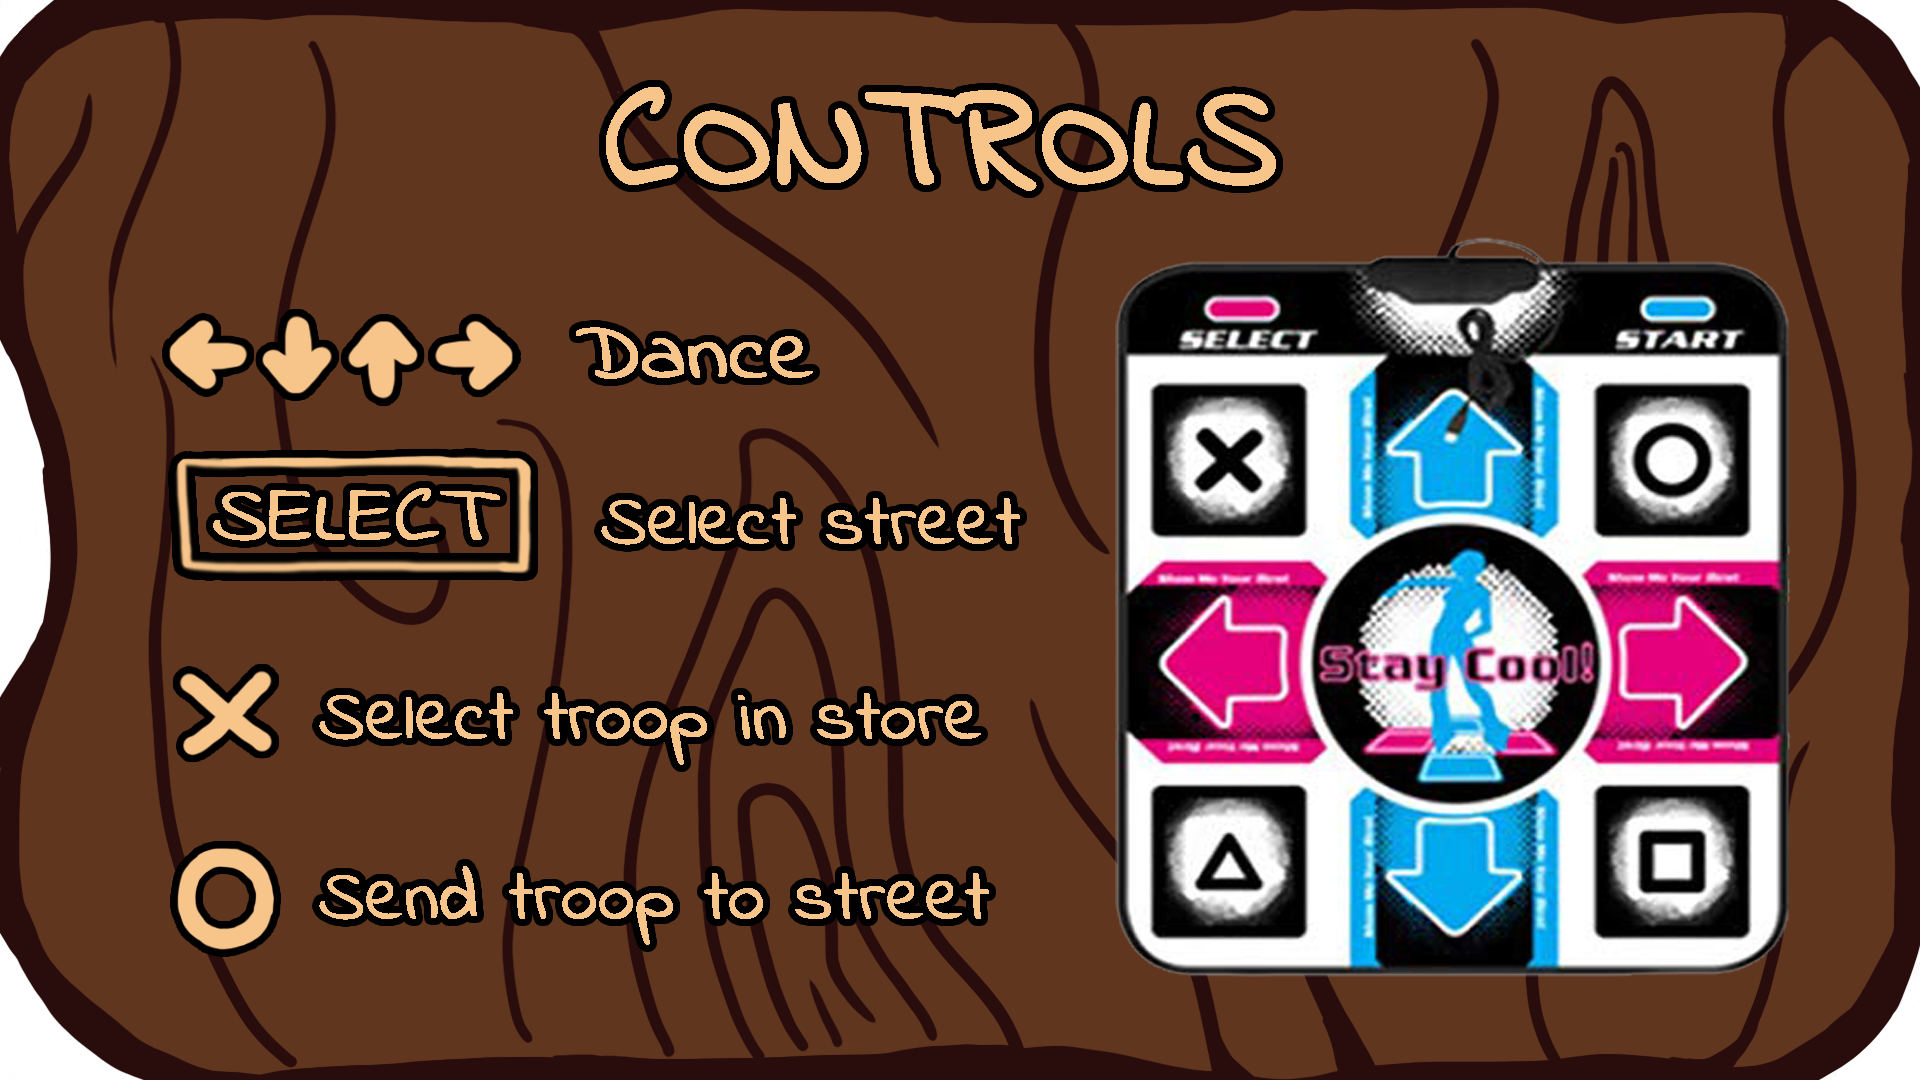 CONTROLS
Dance
SELECT
Select street
Select troop in store
Send troop to street
SELECT
START
Stay Cool!